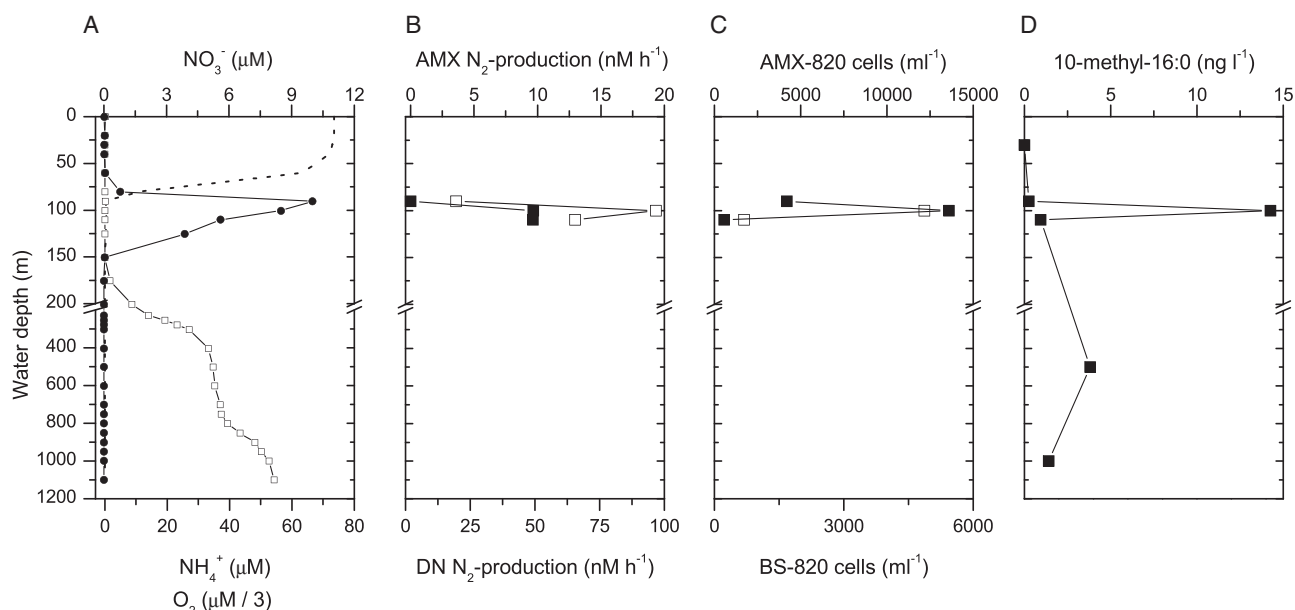 A
B
C
D
NO₃⁻ (μM)
AMX N₂-production (nM h⁻¹)
AMX-820 cells (ml⁻¹)
10-methyl-16:0 (ng l⁻¹)
0 3 6 9 12
0 5 10 15 20
0 5000 10000 15000
0 5 10 15
0
50
100
150
200
400
600
800
1000
1200
Water depth (m)
0 20 40 60 80
0 25 50 75 100
0 3000 6000
NH₄⁺ (μM)
DN N₂-production (nM h⁻¹)
BS-820 cells (ml⁻¹)
O₂ (μM / 3)